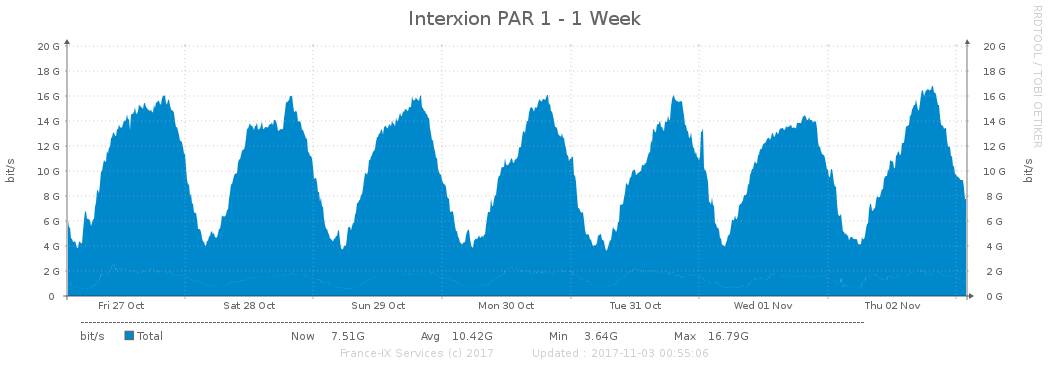 Interxion PAR 1 - 1 Week
RRDTOOL / TOBI OETIKER
bit/s
20 G
18 G
16 G
14 G
12 G
10 G
8 G
6 G
4 G
2 G
0
20 G
18 G
16 G
14 G
12 G
10 G
8 G
6 G
4 G
2 G
0 G
bit/s
Fri 27 Oct Sat 28 Oct Sun 29 Oct Mon 30 Oct Tue 31 Oct Wed 01 Nov Thu 02 Nov
bit/s Total Now 7.51G Avg 10.42G Min 3.64G Max 16.79G
France-IX Services (c) 2017 Updated : 2017-11-03 00:55:06